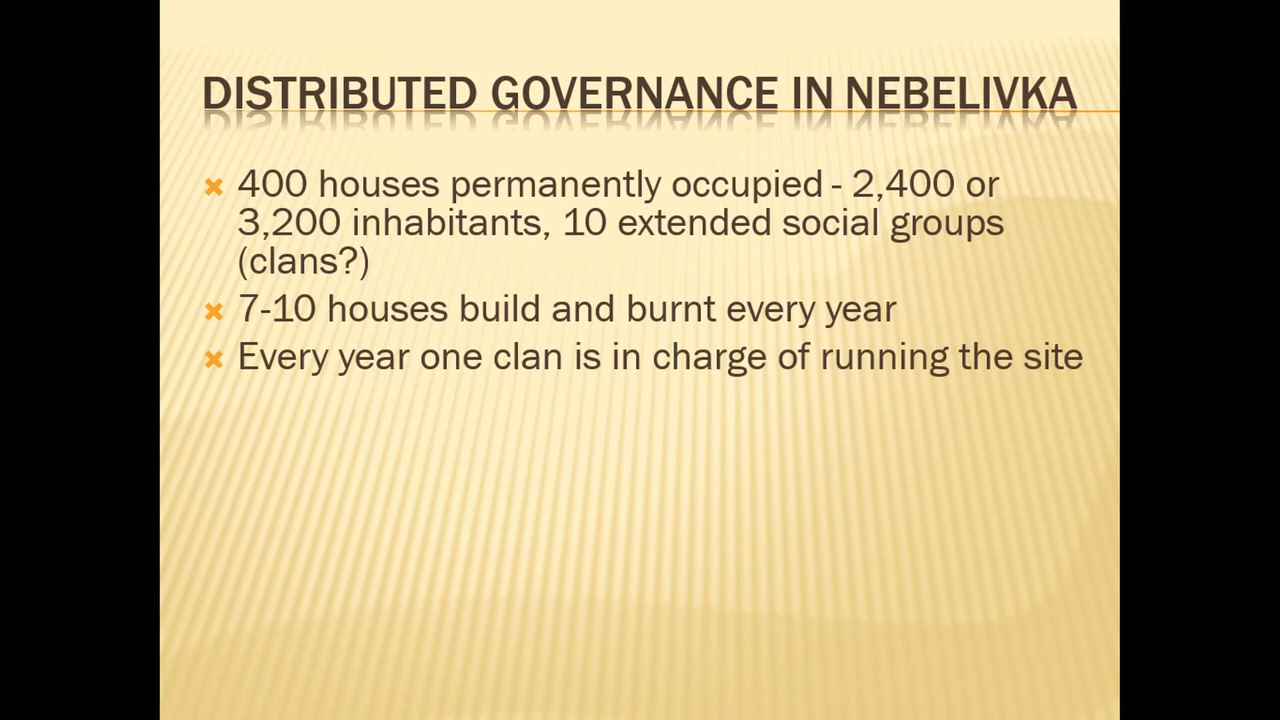 DISTRIBUTED GOVERNANCE IN NEBELIVKA
400 houses permanently occupied - 2,400 or
3,200 inhabitants, 10 extended social groups
(clans?)
7-10 houses build and burnt every year
Every year one clan is in charge of running the site